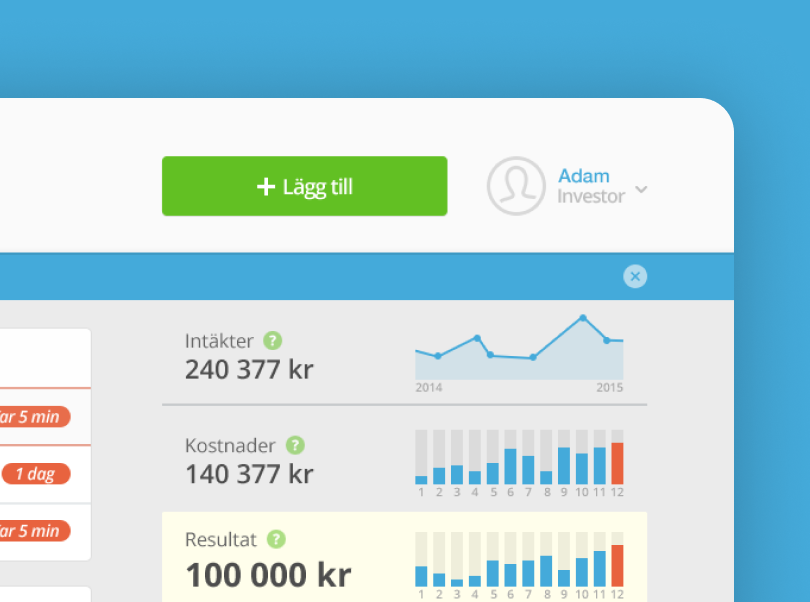 + Lägg till
Adam
Investor
Intäkter ?
240 377 kr
2014 2015
5 min
1 dag
5 min
Kostnader ?
140 377 kr
1 2 3 4 5 6 7 8 9 10 11 12
Resultat ?
100 000 kr
1 2 3 4 5 6 7 8 9 10 11 12